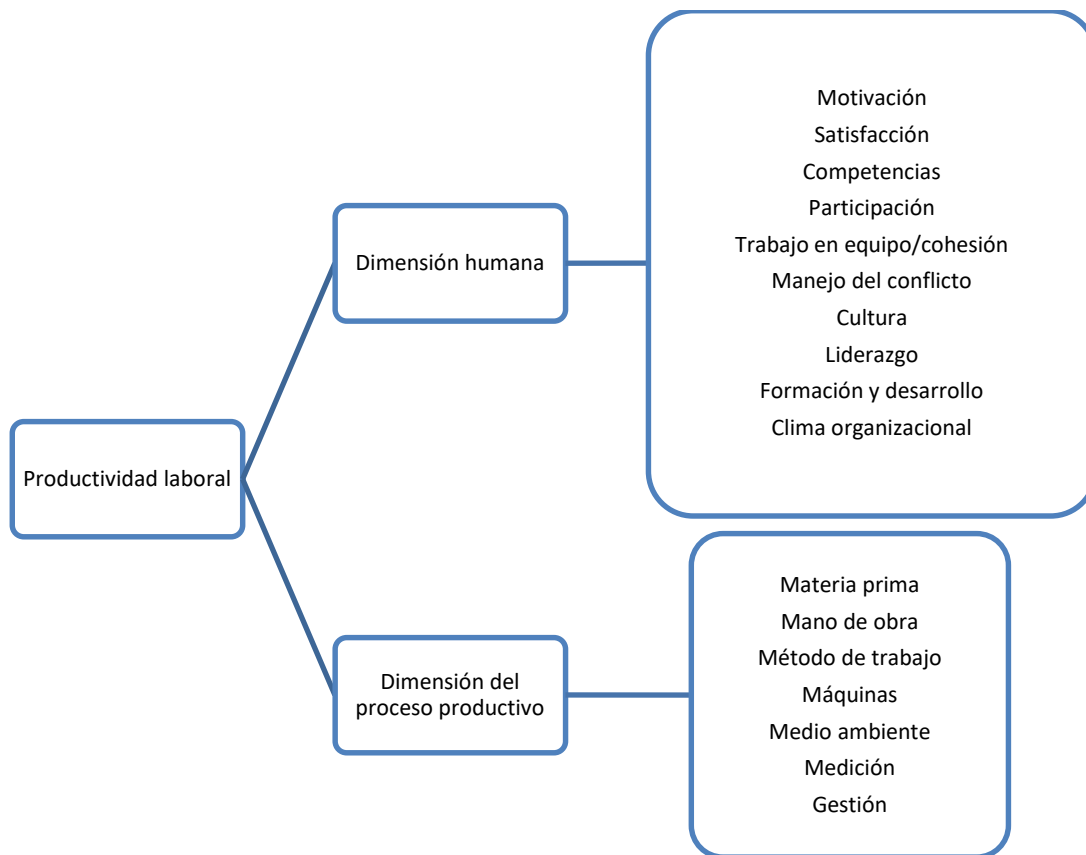 Productividad laboral
Dimensión humana
Motivación
Satisfacción
Competencias
Participación
Trabajo en equipo/cohesión
Manejo del conflicto
Cultura
Liderazgo
Formación y desarrollo
Clima organizacional
Dimensión del
proceso productivo
Materia prima
Mano de obra
Método de trabajo
Máquinas
Medio ambiente
Medición
Gestión